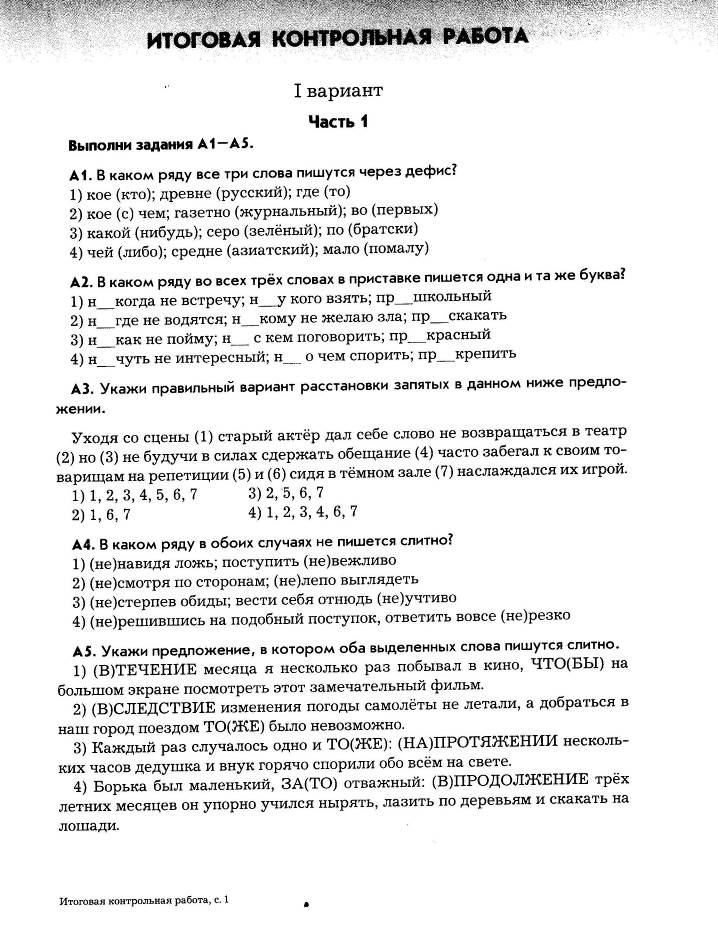 ИТОГОВАЯ КОНТРОЛЬНАЯ РАБОТА
I вариант
Часть 1
Выполни задания А1—А5.
А1. В каком ряду все три слова пишутся через дефис?
1) кое (кто); древне (русский); где (то)
2) кое (с) чем; газетно (журнальный); во (первых)
3) какой (нибудь); серо (зелёный); по (братски)
4) чей (либо); средне (азиатский); мало (помалу)
А2. В каком ряду во всех трёх словах в приставке пишется одна и та же буква?
1) н__когда не встречу; н__у кого взять; пр__школьный
2) н__где не водятся; н__кому не желаю зла; пр__скакать
3) н__как не пойму; н__ с кем поговорить; пр__красный
4) н__чуть не интересный; н__ о чем спорить; пр__крепить
А3. Укажи правильный вариант расстановки запятых в данном ниже предло-
жении.
Уходя со сцены (1) старый актёр дал себе слово не возвращаться в театр
(2) но (3) не будучи в силах сдержать обещание (4) часто забегал к своим то-
варищам на репетиции (5) и (6) сидя в тёмном зале (7) наслаждался их игрой.
1) 1, 2, 3, 4, 5, 6, 7 3) 2, 5, 6, 7
2) 1, 6, 7 4) 1, 2, 3, 4, 6, 7
А4. В каком ряду в обоих случаях не пишется слитно?
1) (не)навидя ложь; поступить (не)вежливо
2) (не)смотря по сторонам; (не)лепо выглядеть
3) (не)стерпев обиды; вести себя отнюдь (не)учтиво
4) (не)решившись на подобный поступок, ответить вовсе (не)резко
А5. Укажи предложение, в котором оба выделенных слова пишутся слитно.
1) (В)ТЕЧЕНИЕ месяца я несколько раз побывал в кино, ЧТО(БЫ) на
большом экране посмотреть этот замечательный фильм.
2) (В)СЛЕДСТВИЕ изменения погоды самолёты не летали, а добраться в
наш город поездом ТО(ЖЕ) было невозможно.
3) Каждый раз случалось одно и ТО(ЖЕ): (НА)ПРОТЯЖЕНИИ несколь-
ких часов дедушка и внук горячо спорили обо всём на свете.
4) Борька был маленький, ЗА(ТО) отважный: (В)ПРОДОЛЖЕНИЕ трёх
летних месяцев он упорно учился нырять, лазить по деревьям и скакать на
лошади.
Итоговая контрольная работа, с. 1